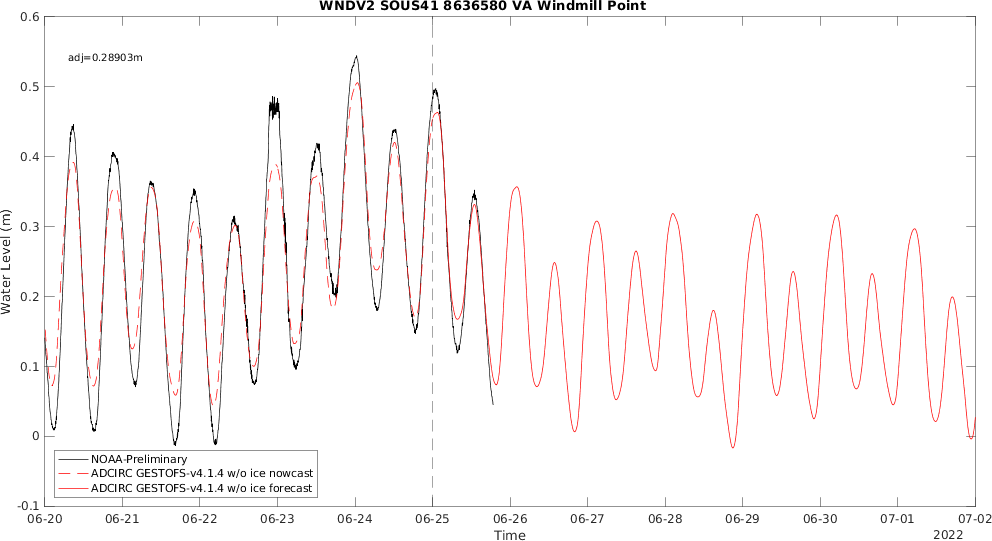 WNDV2 SOUS41 8636580 VA Windmill Point
adj=0.28903m
Water Level (m)
0.6
0.5
0.4
0.3
0.2
0.1
0
-0.1
NOAA-Preliminary
ADCIRC GESTOFS-v4.1.4 w/o ice nowcast
ADCIRC GESTOFS-v4.1.4 w/o ice forecast
06-20 06-21 06-22 06-23 06-24 06-25 06-26 06-27 06-28 06-29 06-30 07-01 07-02
Time
2022